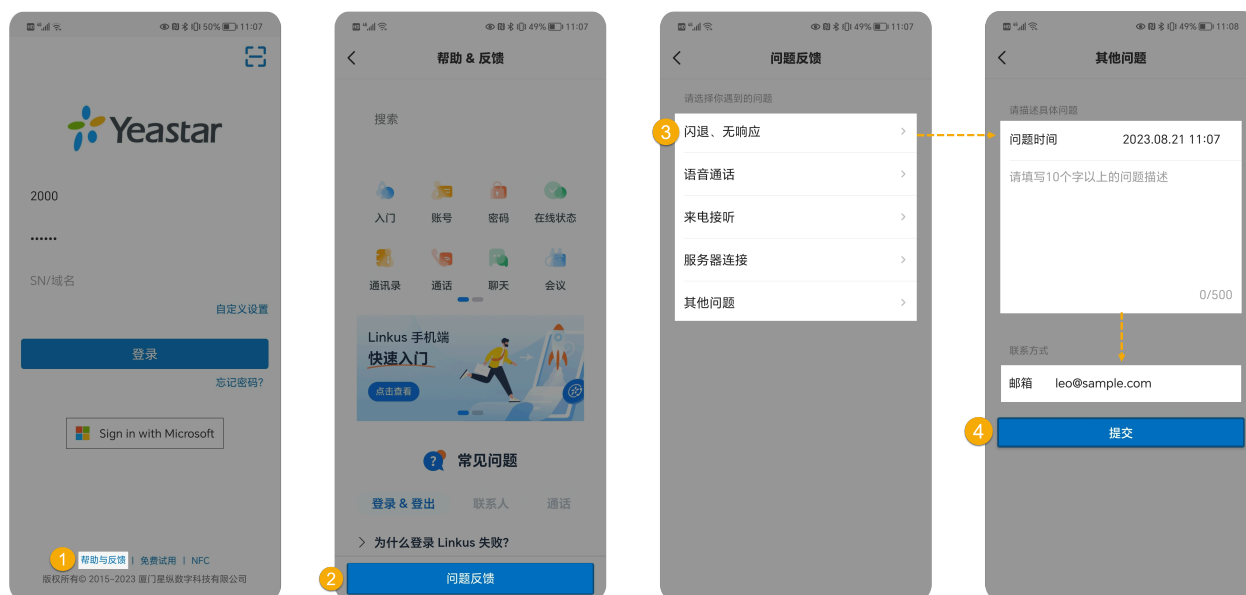 50% 11:07
Yeastar
2000
••••••
SN/域名
自定义设置
登录
忘记密码?
Sign in with Microsoft
1 帮助与反馈 | 免费试用 | NFC
版权所有© 2015-2023 厦门星纵数字科技有限公司
49% 11:07
帮助 & 反馈
搜索
入门 账号 密码 在线状态
通讯录 通话 聊天 会议
Linkus 手机端
快速入门
点击查看
? 常见问题
登录 & 登出 联系人 通话
为什么登录 Linkus 失败?
2 问题反馈
49% 11:07
问题反馈
请选择你遇到的问题
3 闪退、无响应
语音通话
来电接听
服务器连接
其他问题
49% 11:08
其他问题
请描述具体问题
问题时间 2023.08.21 11:07
请填写10个字以上的问题描述
0/500
联系方式
邮箱 leo@sample.com
4 提交